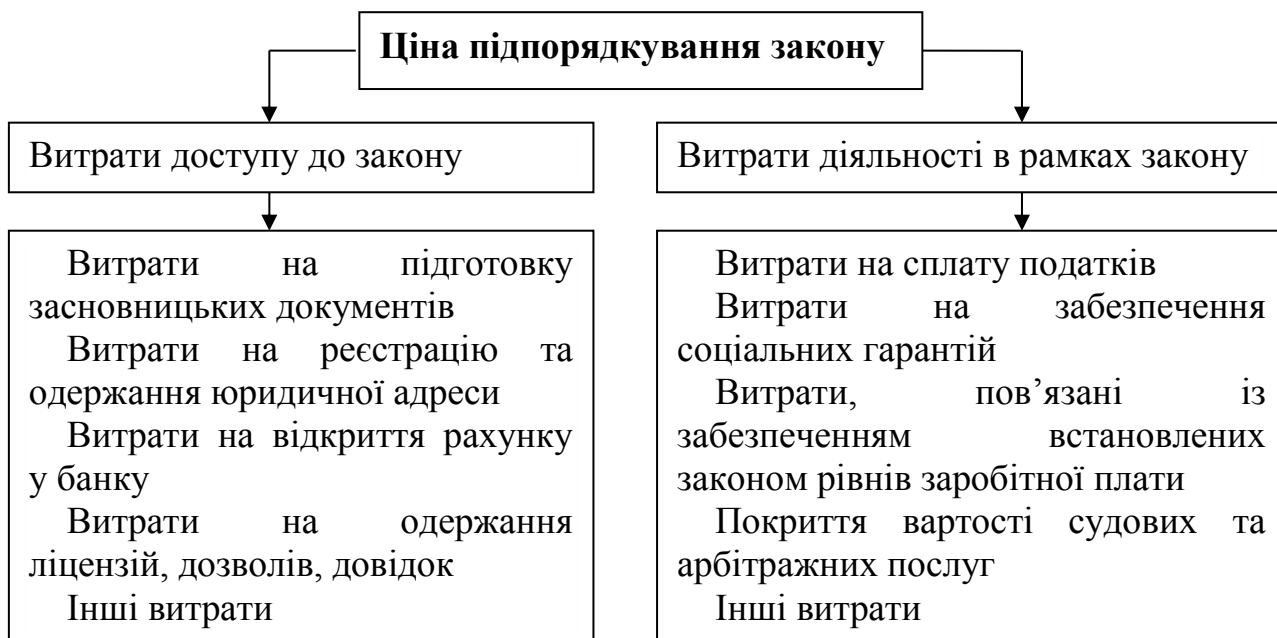 Ціна підпорядкування закону
Витрати доступу до закону
Витрати діяльності в рамках закону
Витрати на підготовку
засновницьких документів
Витрати на реєстрацію та
одержання юридичної адреси
Витрати на відкриття рахунку
у банку
Витрати на одержання
ліцензій, дозволів, довідок
Інші витрати
Витрати на сплату податків
Витрати на забезпечення
соціальних гарантій
Витрати, пов’язані із
забезпеченням встановлених
законом рівнів заробітної плати
Покриття вартості судових та
арбітражних послуг
Інші витрати